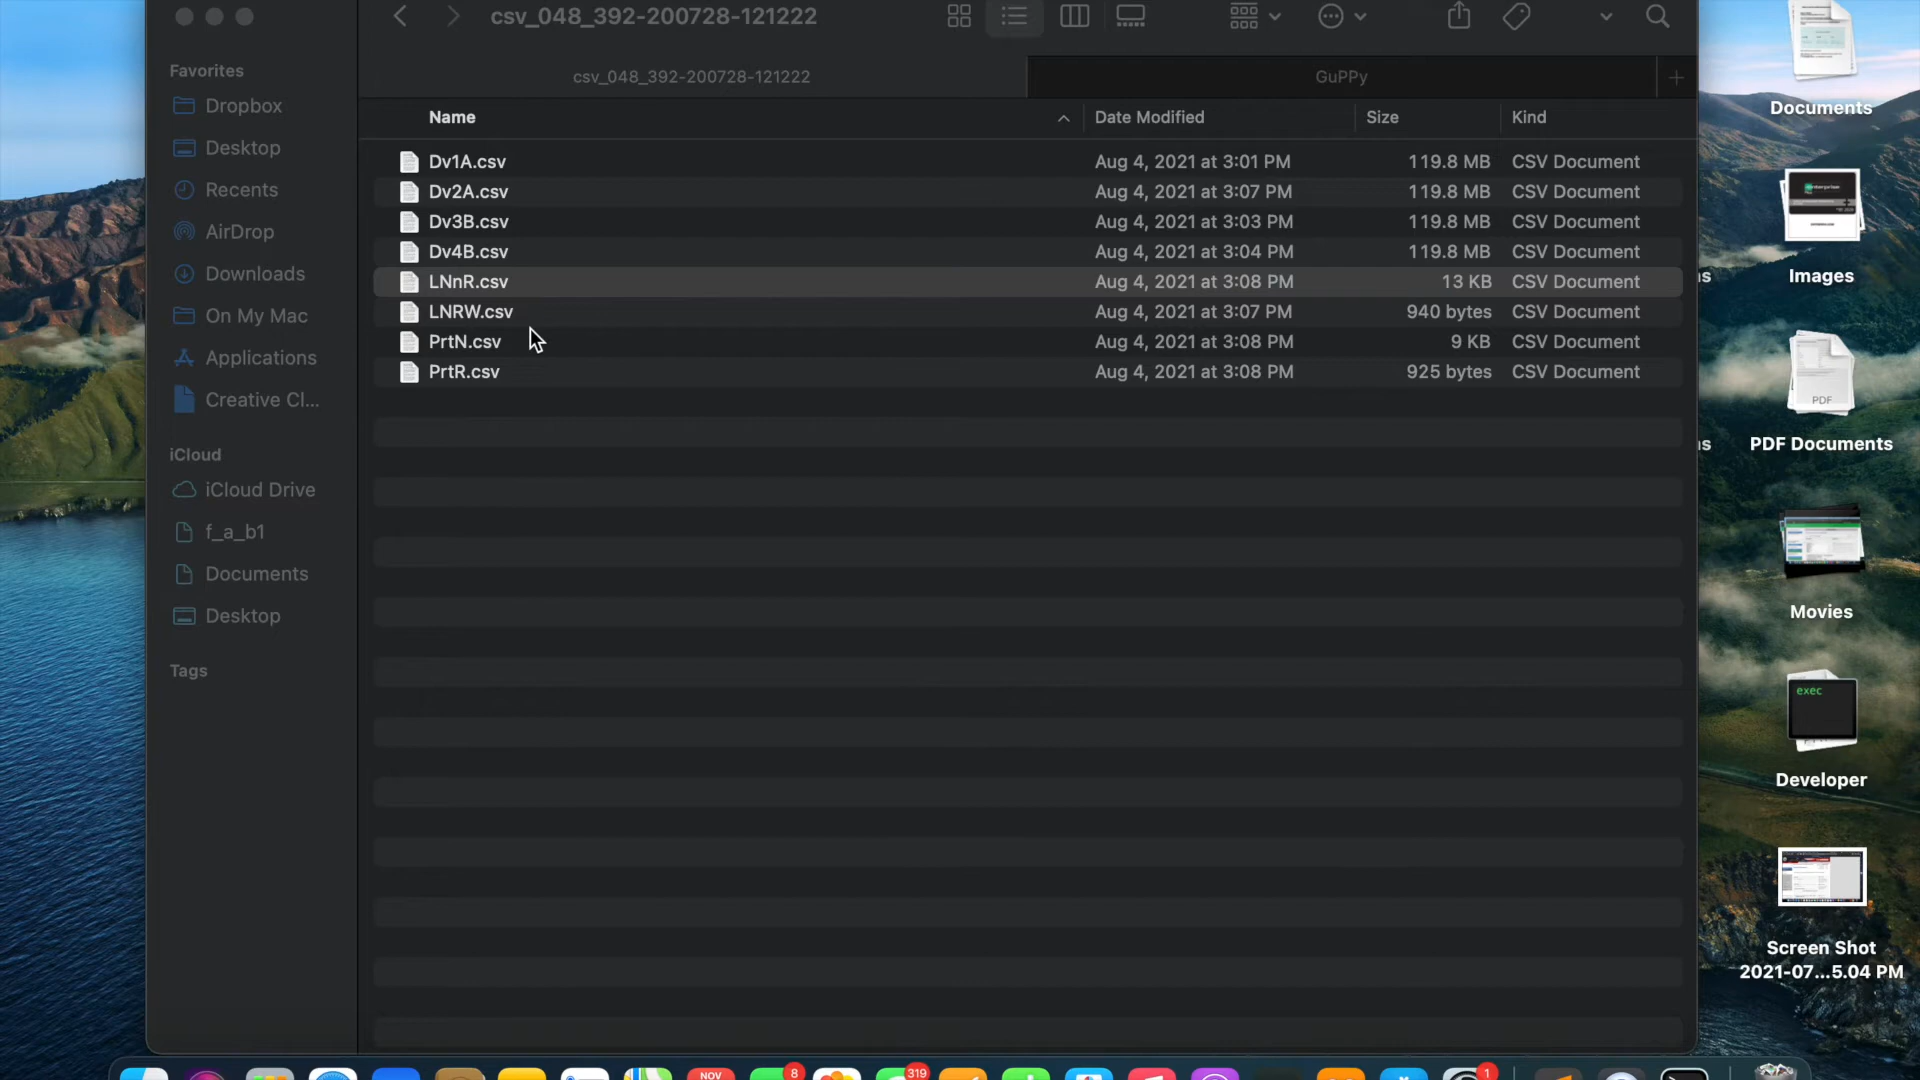 csv_048_392-200728-121222
Favorites
Dropbox
Desktop
Recents
AirDrop
Downloads
On My Mac
Applications
Creative Cl...
iCloud
iCloud Drive
f_a_b1
Documents
Desktop
Tags
csv_048_392-200728-121222
GuPPy
Name
Date Modified
Size
Kind
Dv1A.csv Aug 4, 2021 at 3:01 PM 119.8 MB CSV Document
Dv2A.csv Aug 4, 2021 at 3:07 PM 119.8 MB CSV Document
Dv3B.csv Aug 4, 2021 at 3:03 PM 119.8 MB CSV Document
Dv4B.csv Aug 4, 2021 at 3:04 PM 119.8 MB CSV Document
LNnR.csv Aug 4, 2021 at 3:08 PM 13 KB CSV Document
LNRW.csv Aug 4, 2021 at 3:07 PM 940 bytes CSV Document
PrtN.csv Aug 4, 2021 at 3:08 PM 9 KB CSV Document
PrtR.csv Aug 4, 2021 at 3:08 PM 925 bytes CSV Document
Documents
Images
PDF
PDF Documents
Movies
exec
Developer
Screen Shot
2021-07...5.04 PM
NOV
8
319
1